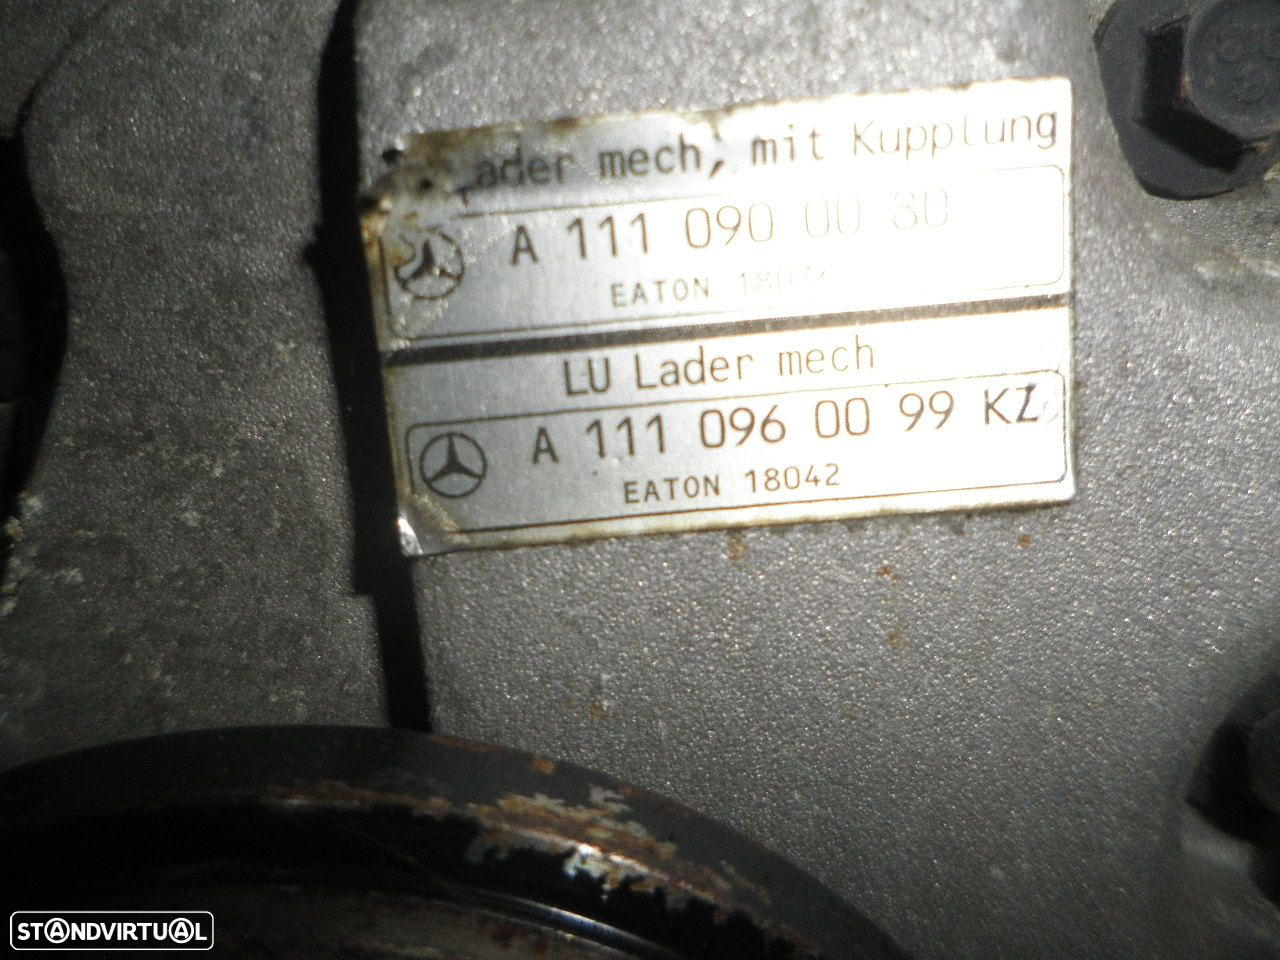 Lader mech, mit Kupplung
A 111 090 00 80
EATON
LU Lader mech
A 111 096 00 99 KZ
EATON 18042
STANDVIRTUAL